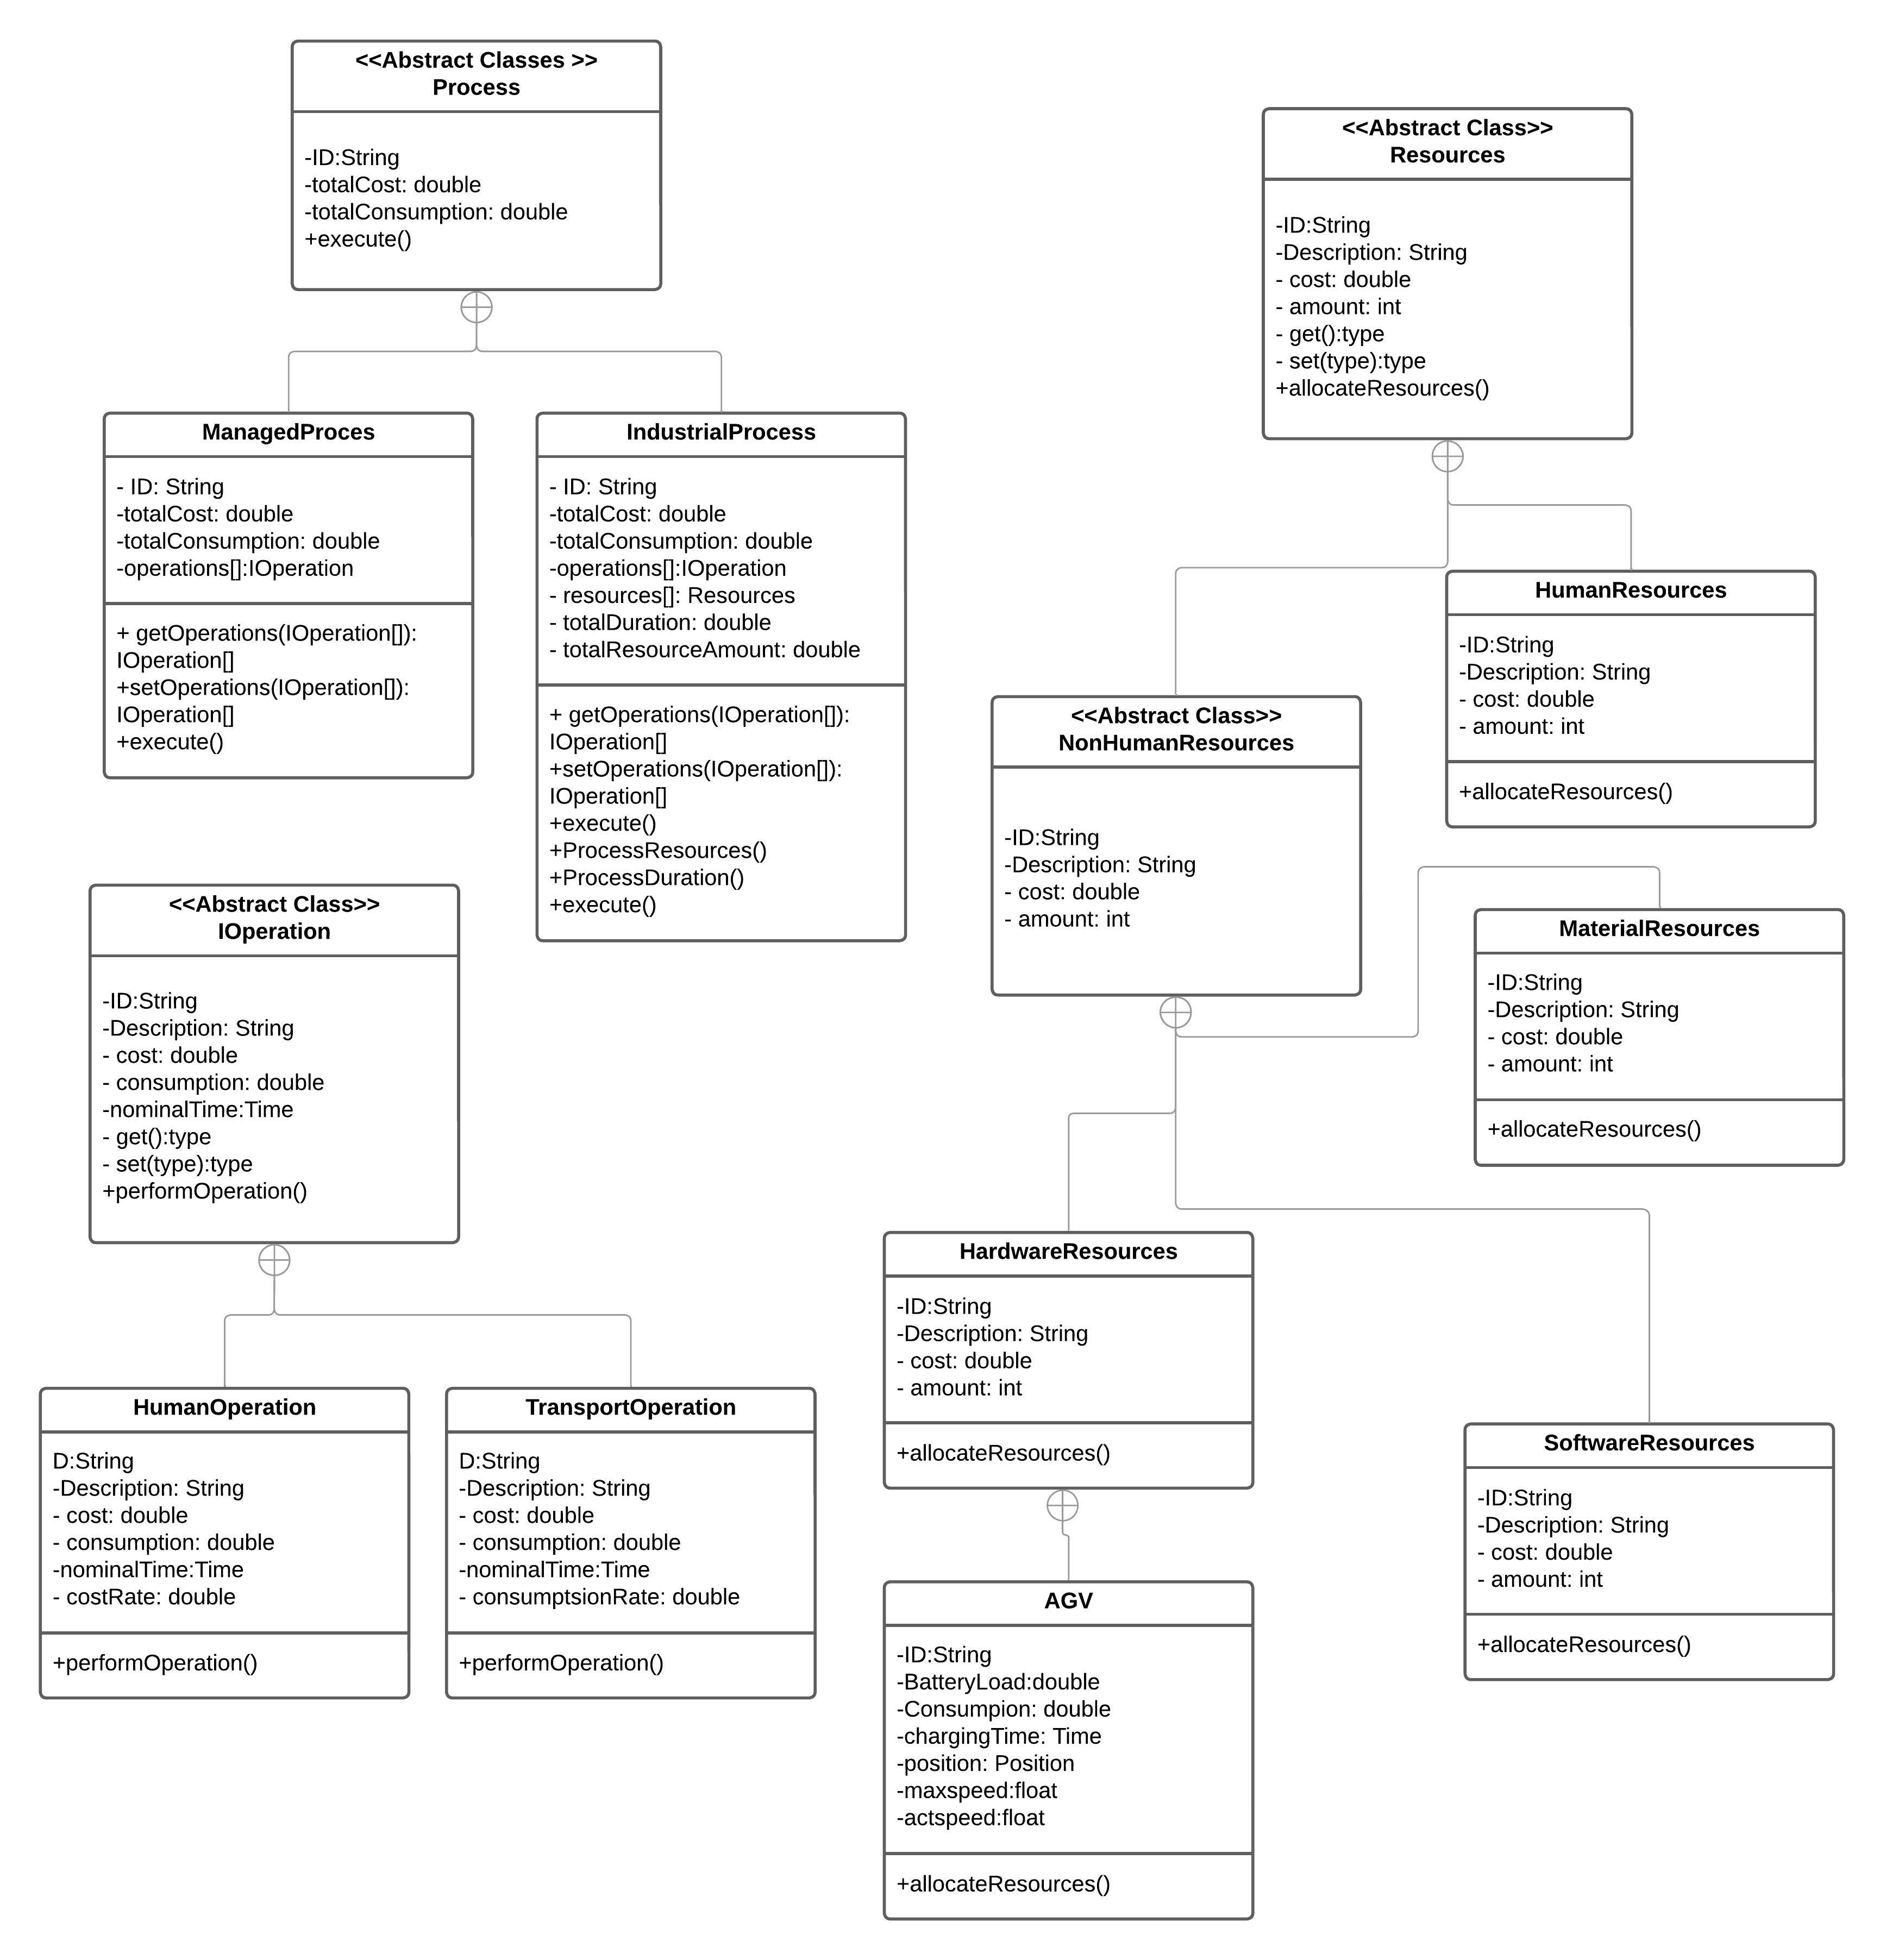 <<Abstract Classes >>
Process
-ID:String
-totalCost: double
-totalConsumption: double
+execute()
<<Abstract Class>>
Resources
-ID:String
-Description: String
- cost: double
- amount: int
- get():type
- set(type):type
+allocateResources()
ManagedProces
- ID: String
-totalCost: double
-totalConsumption: double
-operations[]:IOperation
+ getOperations(IOperation[]):
IOperation[]
+setOperations(IOperation[]):
IOperation[]
+execute()
IndustrialProcess
- ID: String
-totalCost: double
-totalConsumption: double
-operations[]:IOperation
- resources[]: Resources
- totalDuration: double
- totalResourceAmount: double
+ getOperations(IOperation[]):
IOperation[]
+setOperations(IOperation[]):
IOperation[]
+execute()
+ProcessResources()
+ProcessDuration()
+execute()
HumanResources
-ID:String
-Description: String
- cost: double
- amount: int
+allocateResources()
<<Abstract Class>>
NonHumanResources
-ID:String
-Description: String
- cost: double
- amount: int
<<Abstract Class>>
IOperation
-ID:String
-Description: String
- cost: double
- consumption: double
-nominalTime:Time
- get():type
- set(type):type
+performOperation()
MaterialResources
-ID:String
-Description: String
- cost: double
- amount: int
+allocateResources()
HardwareResources
-ID:String
-Description: String
- cost: double
- amount: int
+allocateResources()
HumanOperation
D:String
-Description: String
- cost: double
- consumption: double
-nominalTime:Time
- costRate: double
+performOperation()
TransportOperation
D:String
-Description: String
- cost: double
- consumption: double
-nominalTime:Time
- consumptsionRate: double
+performOperation()
SoftwareResources
-ID:String
-Description: String
- cost: double
- amount: int
+allocateResources()
AGV
-ID:String
-BatteryLoad:double
-Consumpion: double
-chargingTime: Time
-position: Position
-maxspeed:float
-actspeed:float
+allocateResources()